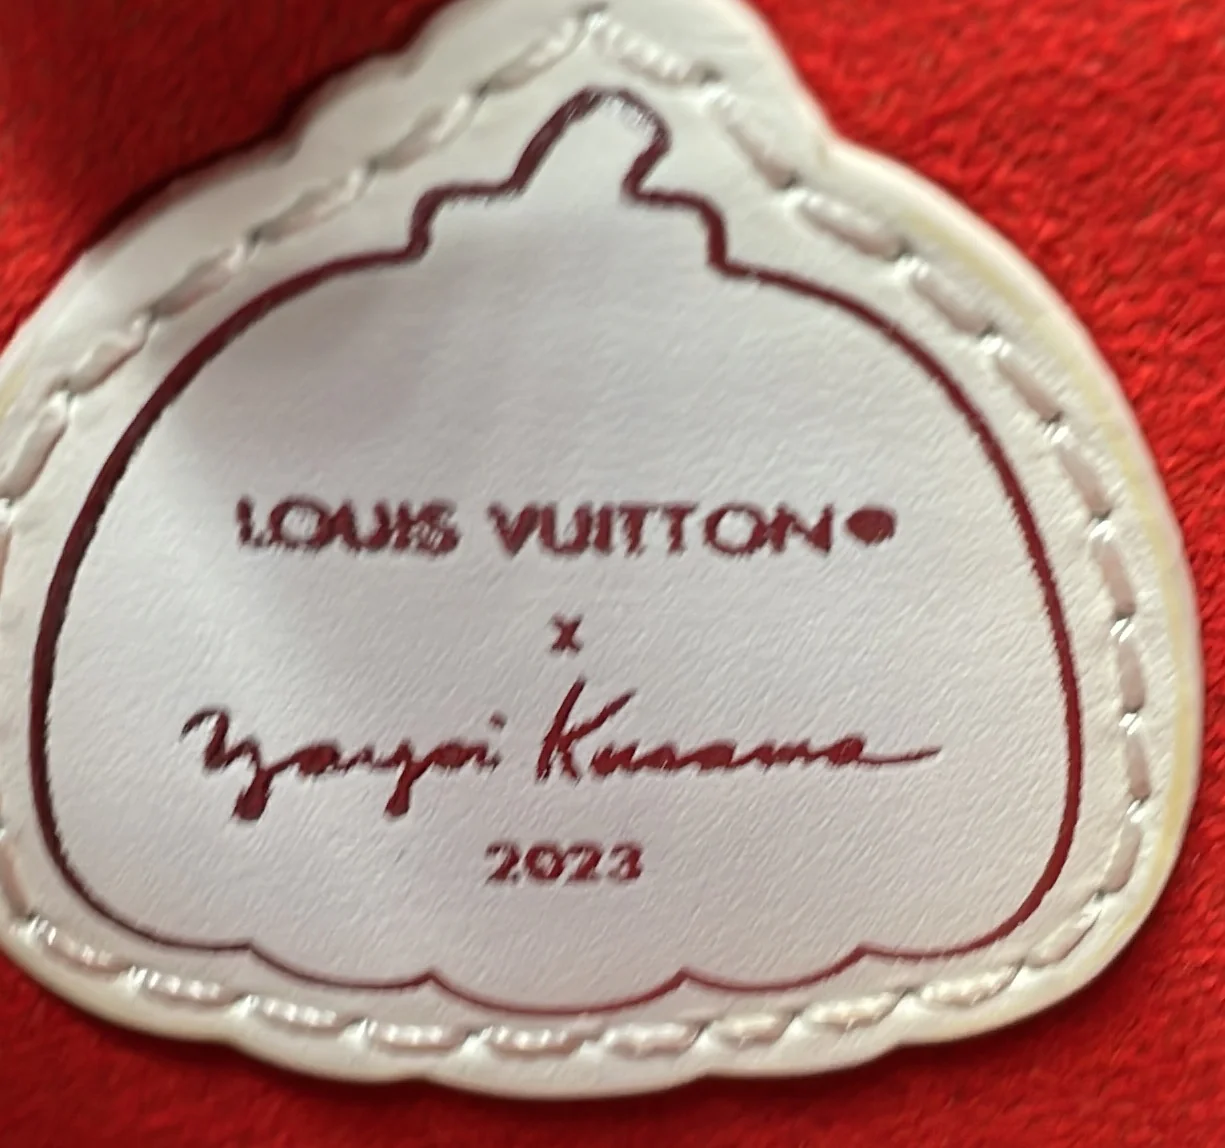 LOUIS VUITTON
x
Yayoi Kusama
2023